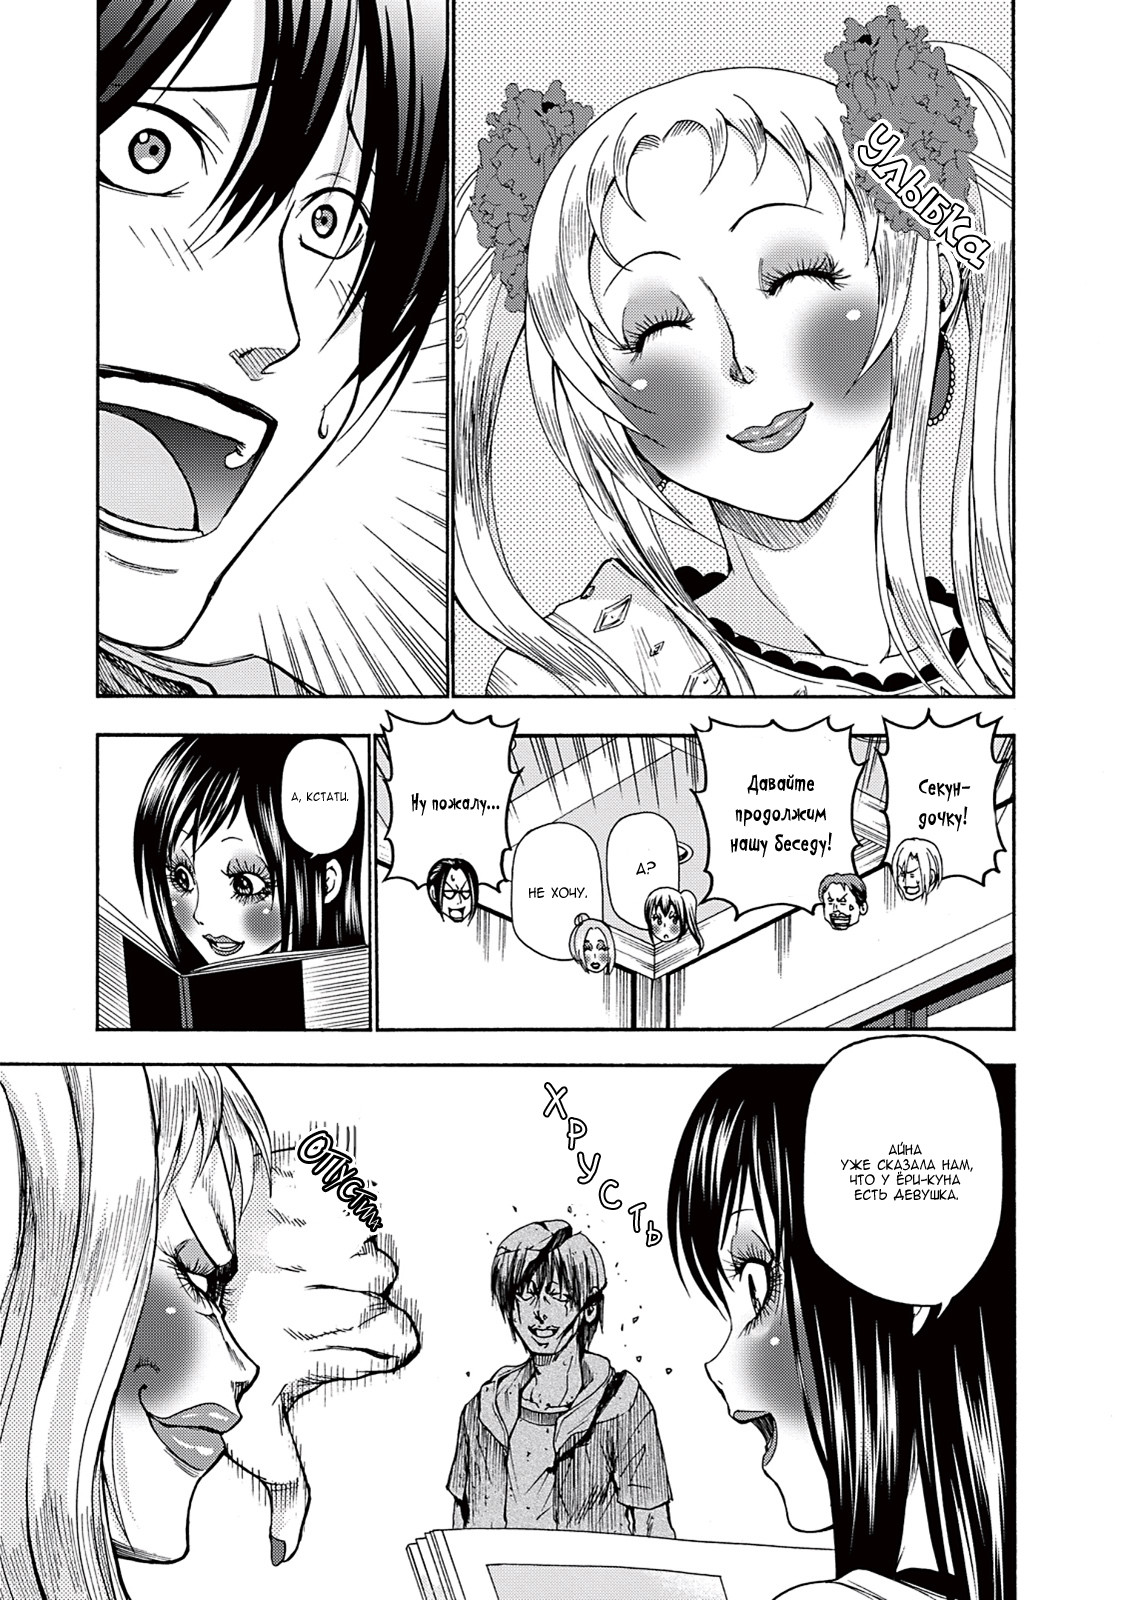 Улыбка
Секун-
дочку!
Давайте
продолжим
нашу беседу!
А?
НЕ ХОЧУ.
Ну пожалу...
А, КСТАТИ.
АЙНА
УЖЕ СКАЗАЛА НАМ,
ЧТО У ЁРИ-КУНА
ЕСТЬ ДЕВУШКА.
ХРУСТЬ
Опусти...